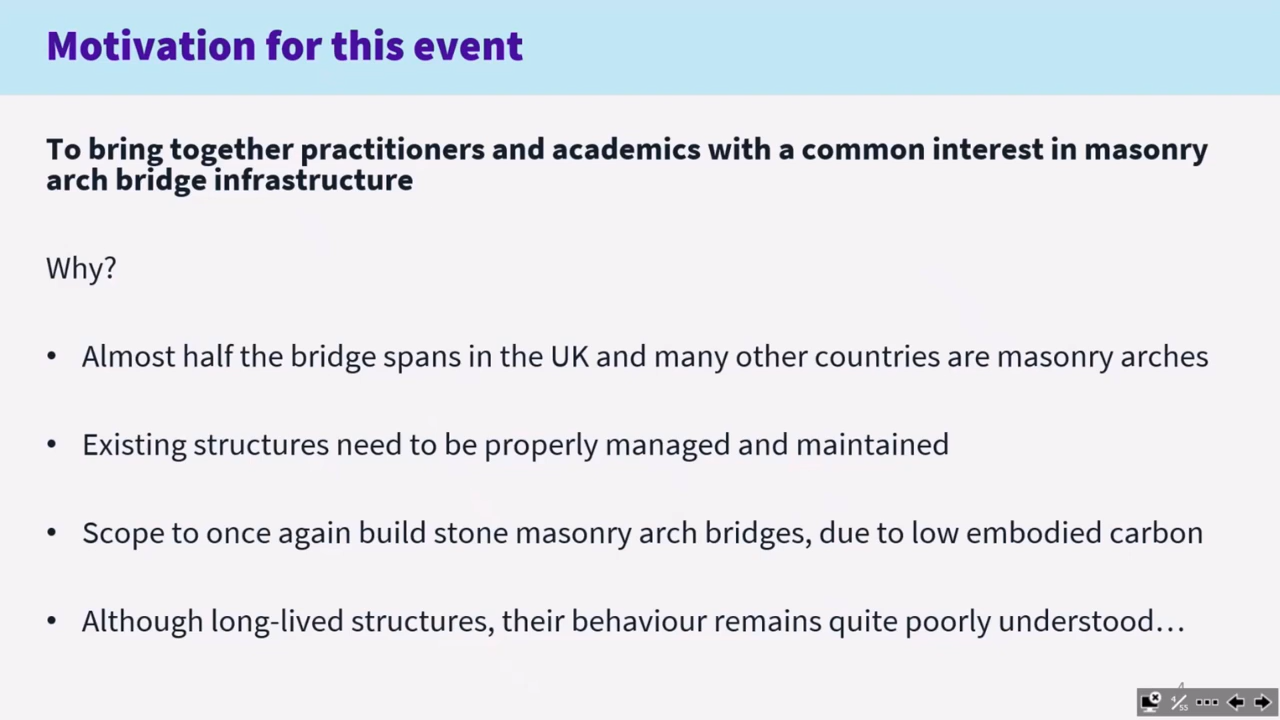 Motivation for this event
To bring together practitioners and academics with a common interest in masonry
arch bridge infrastructure
Why?
• Almost half the bridge spans in the UK and many other countries are masonry arches
• Existing structures need to be properly managed and maintained
• Scope to once again build stone masonry arch bridges, due to low embodied carbon
• Although long-lived structures, their behaviour remains quite poorly understood…
4
4/55